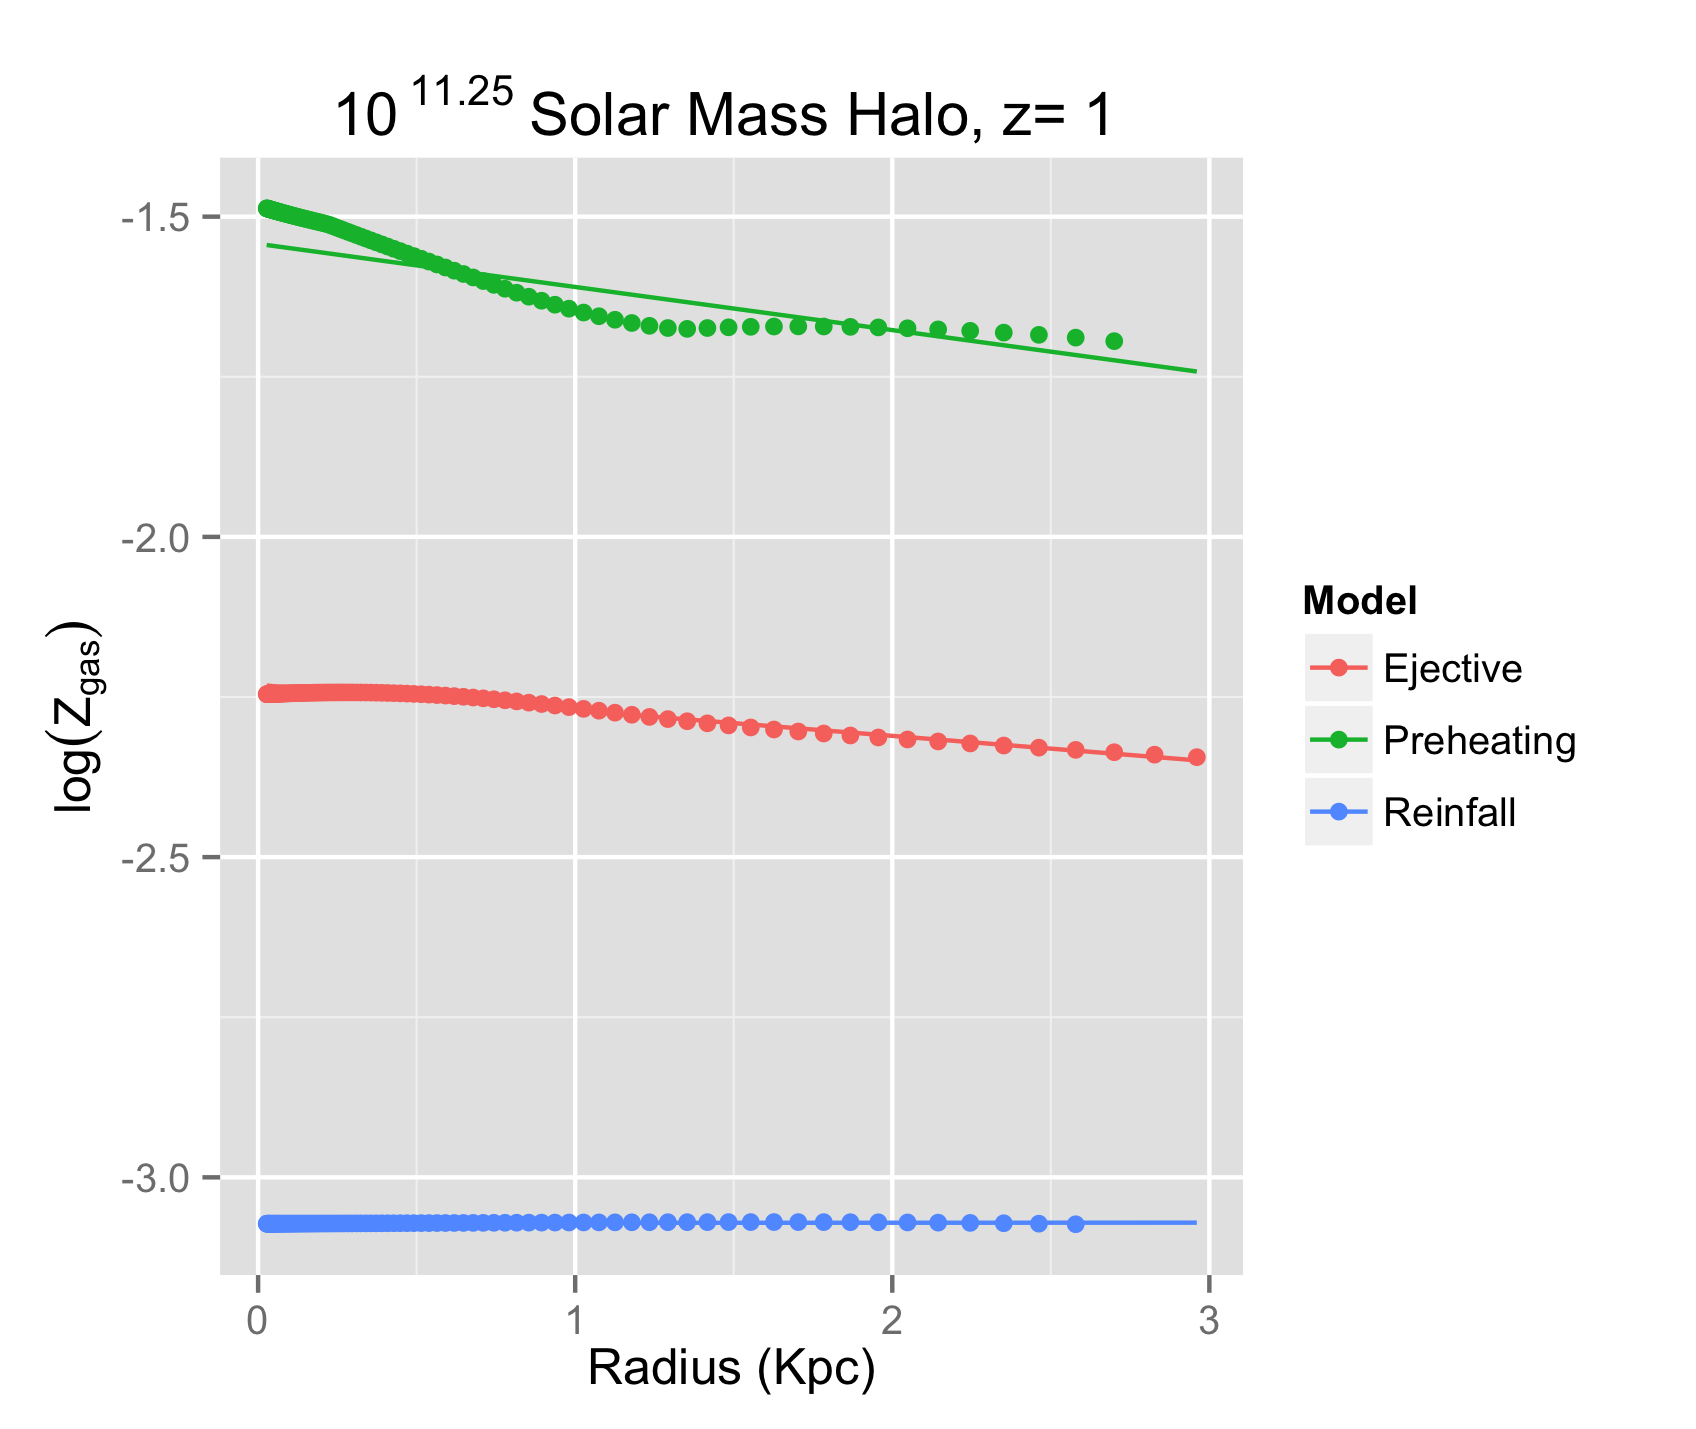 10 11.25 Solar Mass Halo, z= 1
-1.5
-2.0
-2.5
-3.0
log(Zgas)
0 1 2 3
Radius (Kpc)
Model
Ejective
Preheating
Reinfall